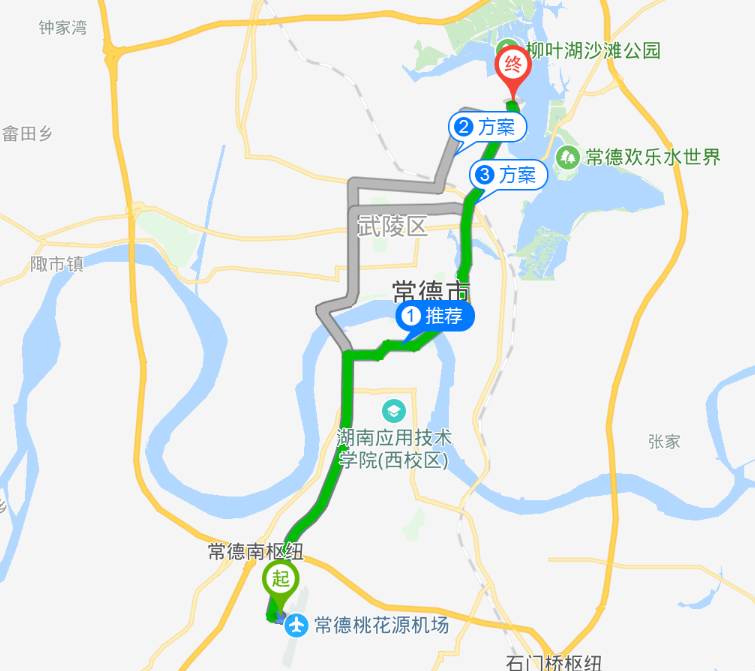 钟家湾
柳叶湖沙滩公园
终
畲田乡
2 方案
常德欢乐水世界
3 方案
武陵区
陬市镇
常德市
1 推荐
湖南应用技术
学院(西校区)
张家
乡
常德南枢纽
起
常德桃花源机场
石门桥枢纽